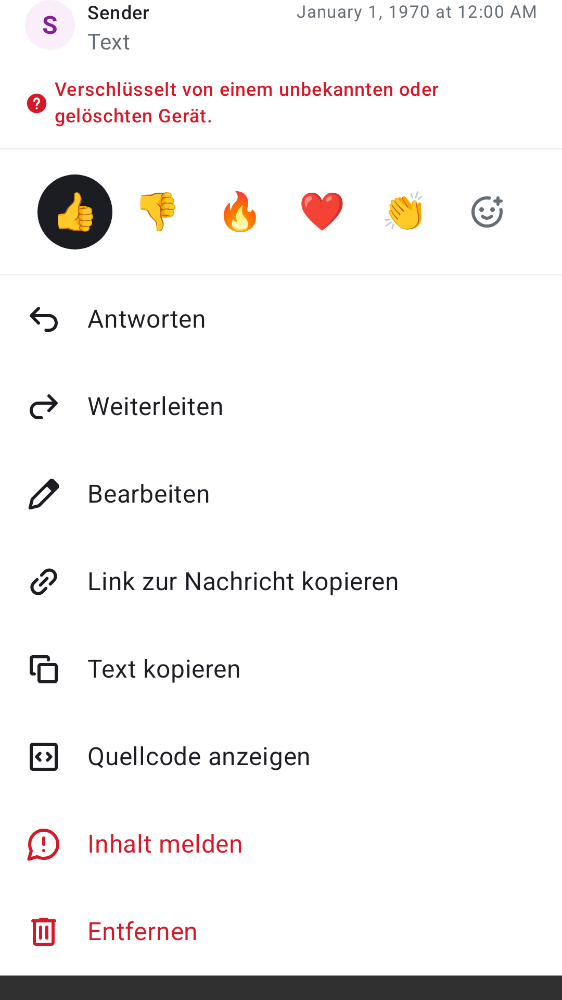 S
Sender
January 1, 1970 at 12:00 AM
Text
Verschlüsselt von einem unbekannten oder
gelöschten Gerät.
Antworten
Weiterleiten
Bearbeiten
Link zur Nachricht kopieren
Text kopieren
Quellcode anzeigen
Inhalt melden
Entfernen